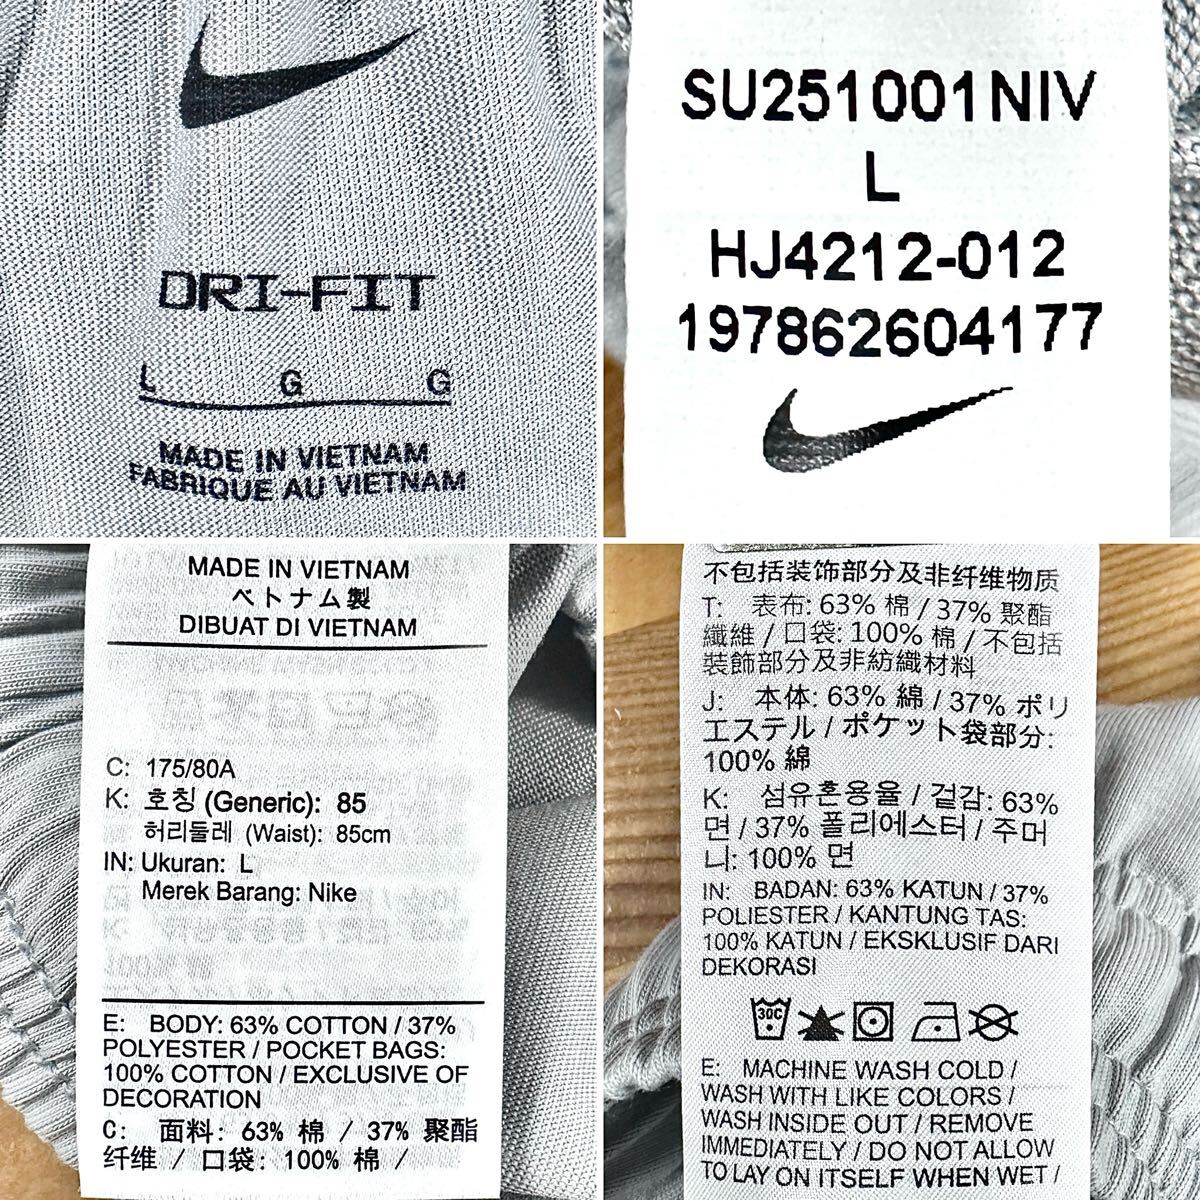 DRI-FIT
L G G
MADE IN VIETNAM
FABRIQUE AU VIETNAM
SU251001NIV
L
HJ4212-012
197862604177
MADE IN VIETNAM
ベトナム製
DIBUAT DI VIETNAM
C: 175/80A
K: 호칭 (Generic): 85
허리둘레 (Waist): 85cm
IN: Ukuran: L
Merek Barang: Nike
E: BODY: 63% COTTON / 37%
POLYESTER / POCKET BAGS:
100% COTTON / EXCLUSIVE OF
DECORATION
C: 面料: 63% 棉 / 37% 聚酯
纤维 / 口袋: 100% 棉 /
不包括装饰部分及非纤维物质
T: 表布: 63% 棉 / 37% 聚酯
纖維 / 口袋: 100% 棉 / 不包括
裝飾部分及非紡織材料
J: 本体: 63% 綿 / 37% ポリ
エステル / ポケット袋部分:
100% 綿
K: 섬유혼용율 / 겉감: 63%
면 / 37% 폴리에스터 / 주머
니: 100% 면
IN: BADAN: 63% KATUN / 37%
POLIESTER / KANTUNG TAS:
100% KATUN / EKSKLUSIF DARI
DEKORASI
30C
E: MACHINE WASH COLD /
WASH WITH LIKE COLORS /
WASH INSIDE OUT / REMOVE
IMMEDIATELY / DO NOT ALLOW
TO LAY ON ITSELF WHEN WET /